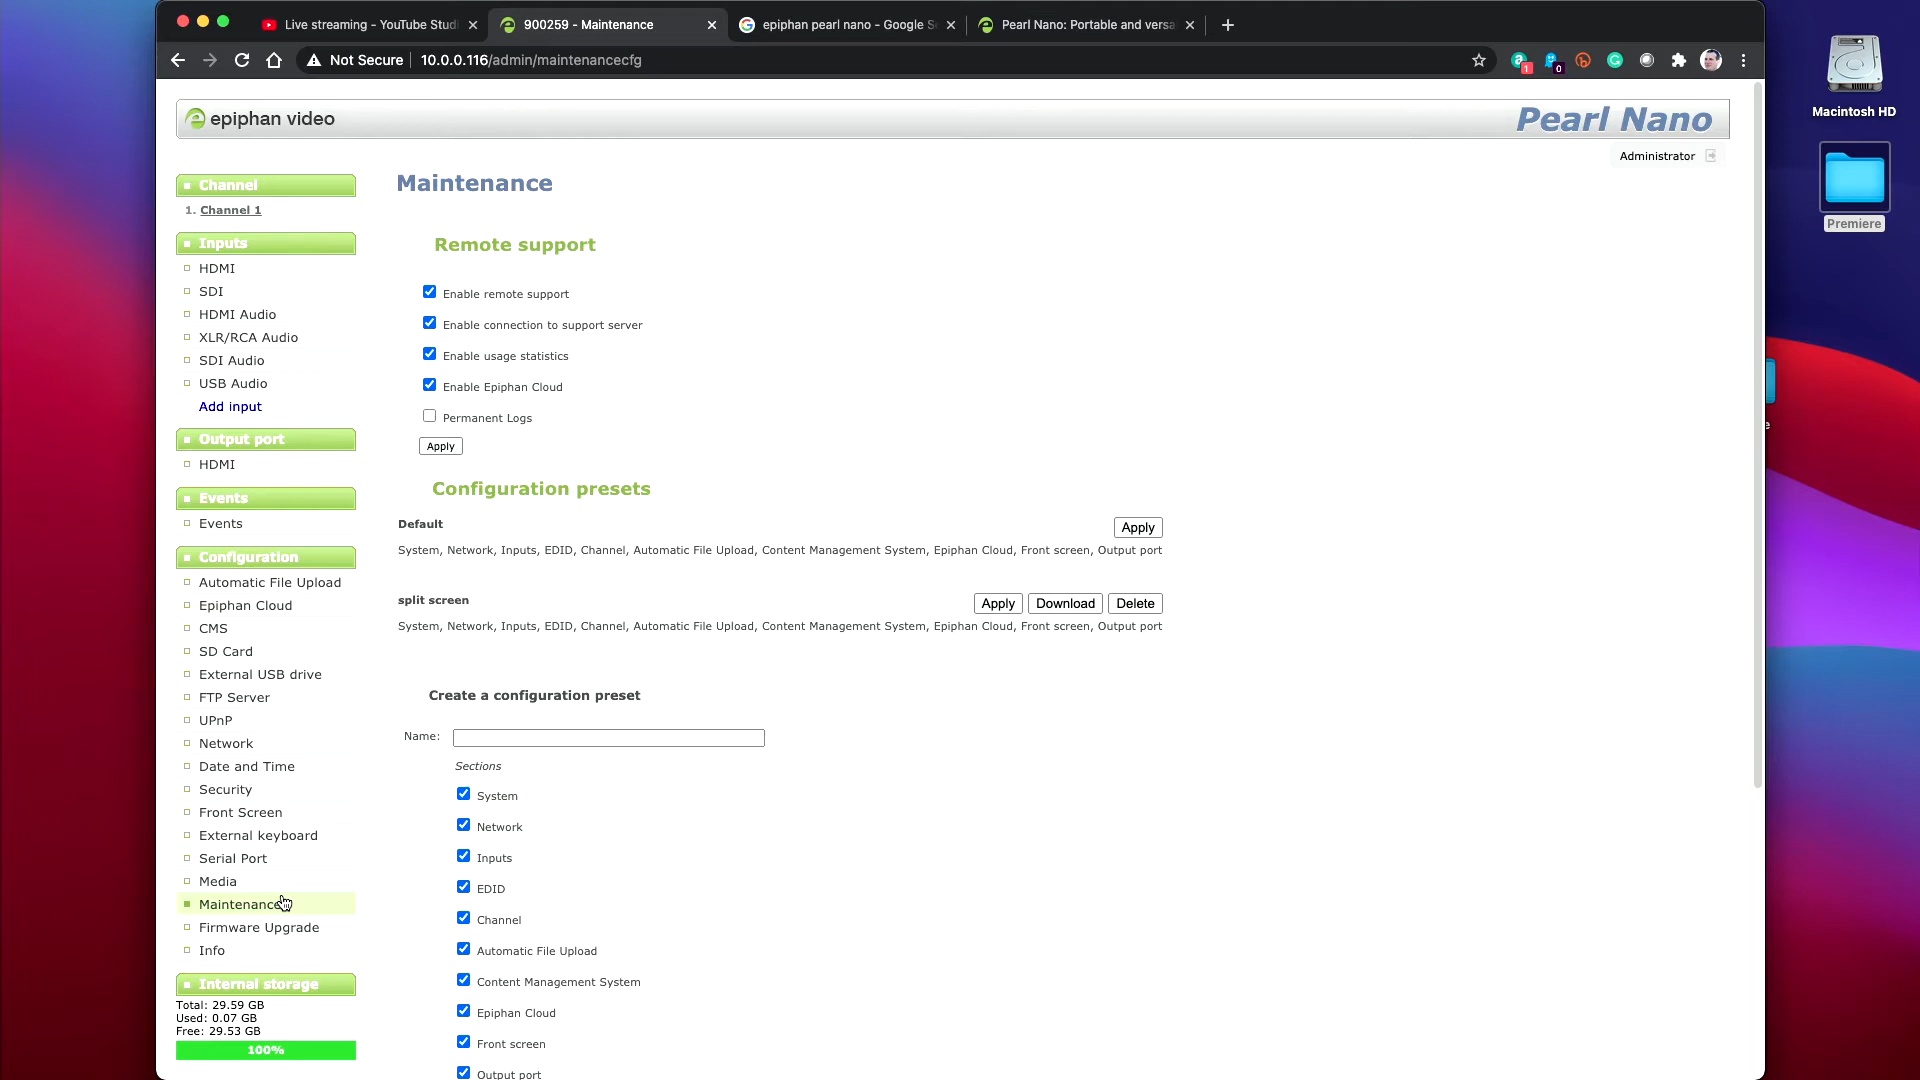 Live streaming - YouTube Studi
900259 - Maintenance
epiphan pearl nano - Google S
Pearl Nano: Portable and versa
Not Secure
10.0.0.116/admin/maintenancecfg
1
0
Macintosh HD
Premiere
epiphan video
Pearl Nano
Administrator
Channel
1. Channel 1
Inputs
HDMI
SDI
HDMI Audio
XLR/RCA Audio
SDI Audio
USB Audio
Add input
Output port
HDMI
Events
Events
Configuration
Automatic File Upload
Epiphan Cloud
CMS
SD Card
External USB drive
FTP Server
UPnP
Network
Date and Time
Security
Front Screen
External keyboard
Serial Port
Media
Maintenance
Firmware Upgrade
Info
Internal storage
Total: 29.59 GB
Used: 0.07 GB
Free: 29.53 GB
100%
Maintenance
Remote support
Enable remote support
Enable connection to support server
Enable usage statistics
Enable Epiphan Cloud
Permanent Logs
Apply
Configuration presets
Default
Apply
System, Network, Inputs, EDID, Channel, Automatic File Upload, Content Management System, Epiphan Cloud, Front screen, Output port
split screen
Apply Download Delete
System, Network, Inputs, EDID, Channel, Automatic File Upload, Content Management System, Epiphan Cloud, Front screen, Output port
Create a configuration preset
Name:
Sections
System
Network
Inputs
EDID
Channel
Automatic File Upload
Content Management System
Epiphan Cloud
Front screen
Output port